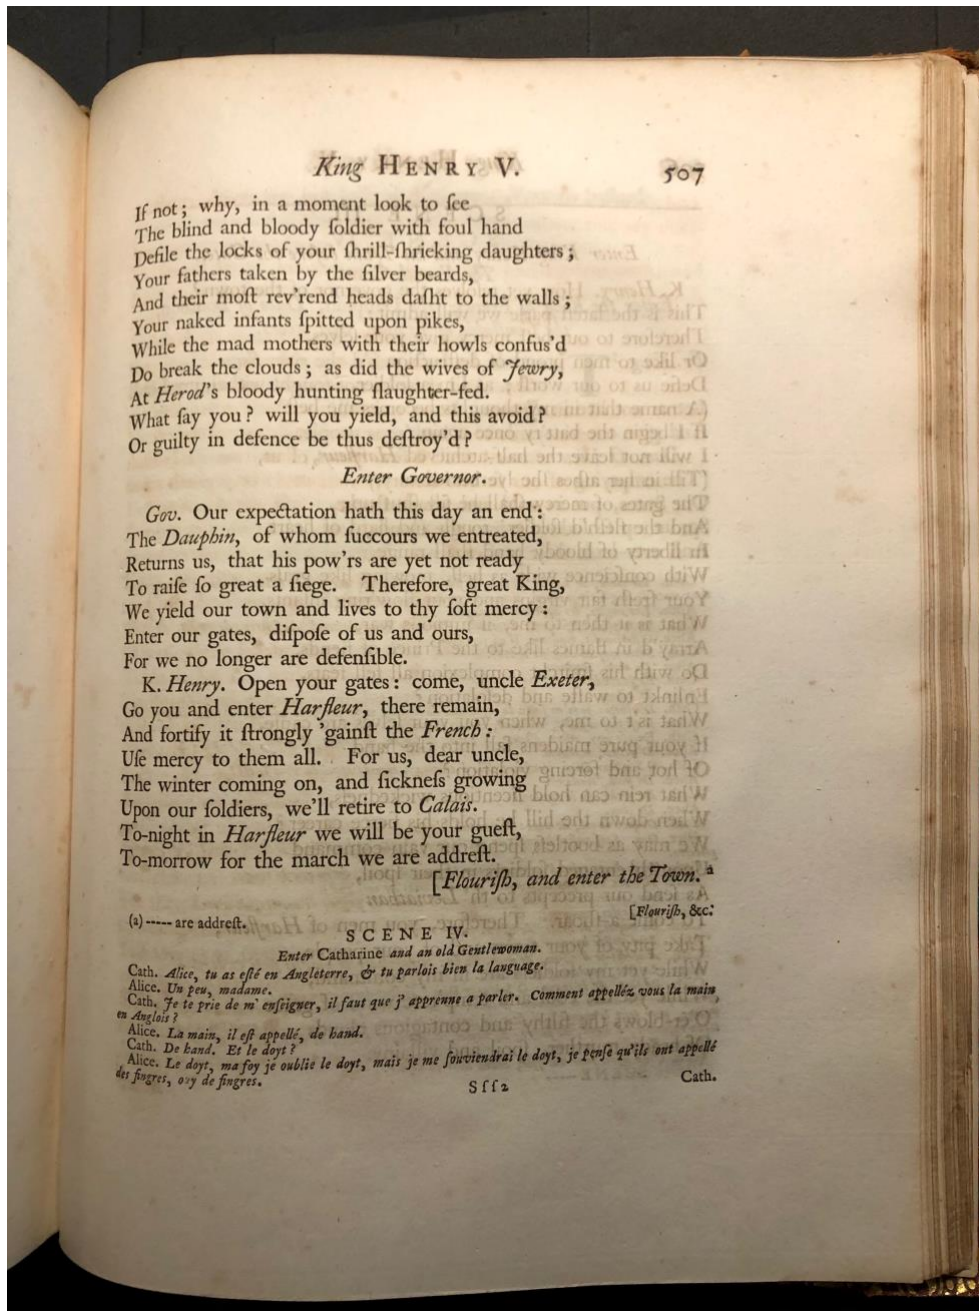 King HENRY V. 507
If not; why, in a moment look to ſee
The blind and bloody ſoldier with foul hand
Defile the locks of your ſhrill-ſhrieking daughters;
Your fathers taken by the ſilver beards,
And their moſt rev'rend heads daſht to the walls;
Your naked infants ſpitted upon pikes,
While the mad mothers with their howls confus'd
Do break the clouds; as did the wives of Jewry,
At Herod's bloody hunting ſlaughter-fed.
What ſay you? will you yield, and this avoid?
Or guilty in defence be thus deſtroy'd?
Enter Governor.
Gov. Our expectation hath this day an end:
The Dauphin, of whom ſuccours we entreated,
Returns us, that his pow'rs are yet not ready
To raiſe ſo great a ſiege. Therefore, great King,
We yield our town and lives to thy ſoft mercy:
Enter our gates, diſpoſe of us and ours,
For we no longer are defenſible.
K. Henry. Open your gates: come, uncle Exeter,
Go you and enter Harfleur, there remain,
And fortify it ſtrongly 'gainſt the French:
Uſe mercy to them all. For us, dear uncle,
The winter coming on, and ſickneſs growing
Upon our ſoldiers, we'll retire to Calais.
To-night in Harfleur we will be your gueſt,
To-morrow for the march we are addreſt.
[Flouriſh, and enter the Town. a
(a) ----- are addreſt. [Flouriſh, &c.
SCENE IV.
Enter Catharine and an old Gentlewoman.
Cath. Alice, tu as eſté en Angleterre, & tu parlois bien la language.
Alice. Un peu, madame.
Cath. Je te prie de m' enſeigner, il faut que j' apprenne a parler. Comment appelléz vous la main
en Anglois?
Alice. La main, il eſt appellé, de hand.
Cath. De hand. Et le doyt?
Alice. Le doyt, ma foy je oublie le doyt, mais je me ſouviendrai le doyt, je penſe qu'ils ont appellé
des fingres, ouy de fingres.
Sſſ2 Cath.